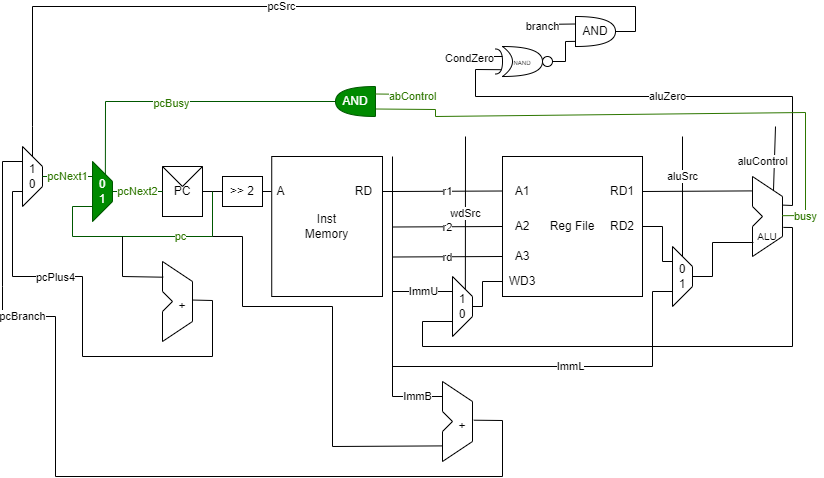 pcSrc
branch
AND
CondZero
NAND
AND
abControl
pcBusy
aluZero
1
0
pcNext1
0
1
pcNext2
PC
>> 2
A
RD
Inst
Memory
r1
r2
rd
wdSrc
A1
A2
A3
WD3
Reg File
RD1
RD2
aluSrc
aluControl
busy
ALU
pc
0
1
pcPlus4
+
ImmU
1
0
pcBranch
ImmL
ImmB
+